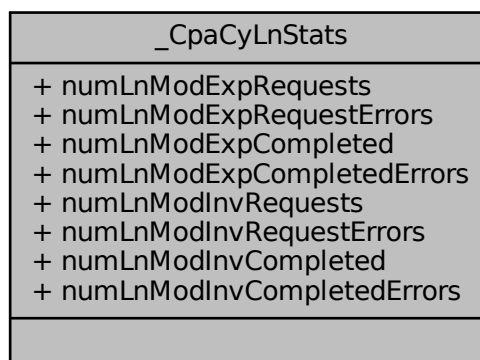 _CpaCyLnStats
+ numLnModExpRequests
+ numLnModExpRequestErrors
+ numLnModExpCompleted
+ numLnModExpCompletedErrors
+ numLnModInvRequests
+ numLnModInvRequestErrors
+ numLnModInvCompleted
+ numLnModInvCompletedErrors